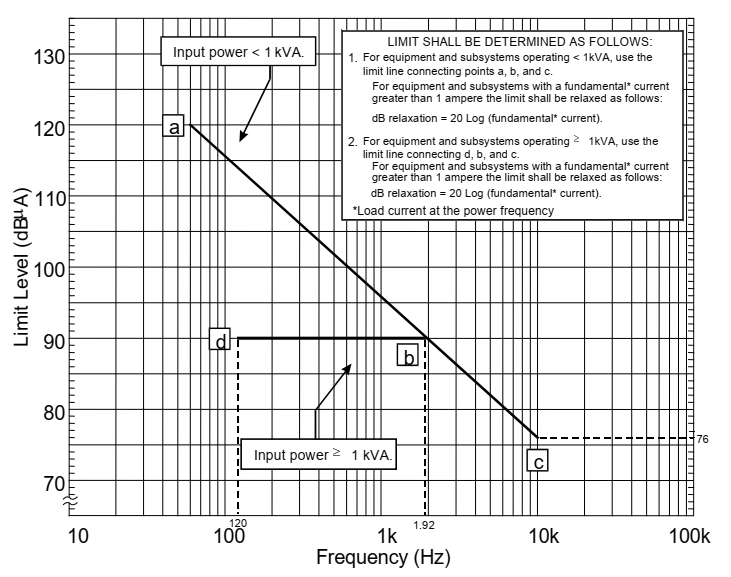 LIMIT SHALL BE DETERMINED AS FOLLOWS:
1. For equipment and subsystems operating < 1kVA, use the
limit line connecting points a, b, and c.
For equipment and subsystems with a fundamental* current
greater than 1 ampere the limit shall be relaxed as follows:
dB relaxation = 20 Log (fundamental* current).
2. For equipment and subsystems operating ≥ 1kVA, use the
limit line connecting d, b, and c.
For equipment and subsystems with a fundamental* current
greater than 1 ampere the limit shall be relaxed as follows:
dB relaxation = 20 Log (fundamental* current).
*Load current at the power frequency
Input power < 1 kVA.
a
d
b
Input power ≥ 1 kVA.
c
76
Limit Level (dBµA)
130
120
110
100
90
80
70
120
1.92
10
100
1k
10k
100k
Frequency (Hz)